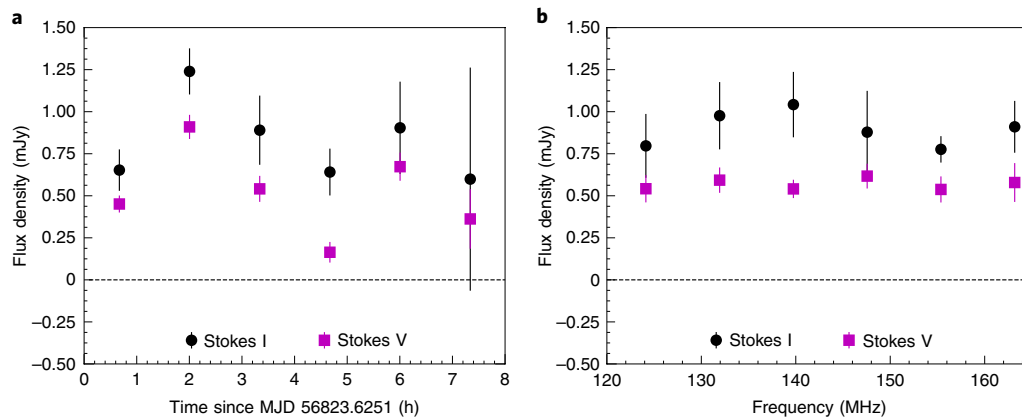 a
1.50
1.25
1.00
0.75
0.50
0.25
0
–0.25
–0.50
Flux density (mJy)
Stokes I
Stokes V
0 1 2 3 4 5 6 7 8
Time since MJD 56823.6251 (h)
b
1.50
1.25
1.00
0.75
0.50
0.25
0
–0.25
–0.50
Flux density (mJy)
Stokes I
Stokes V
120 130 140 150 160
Frequency (MHz)